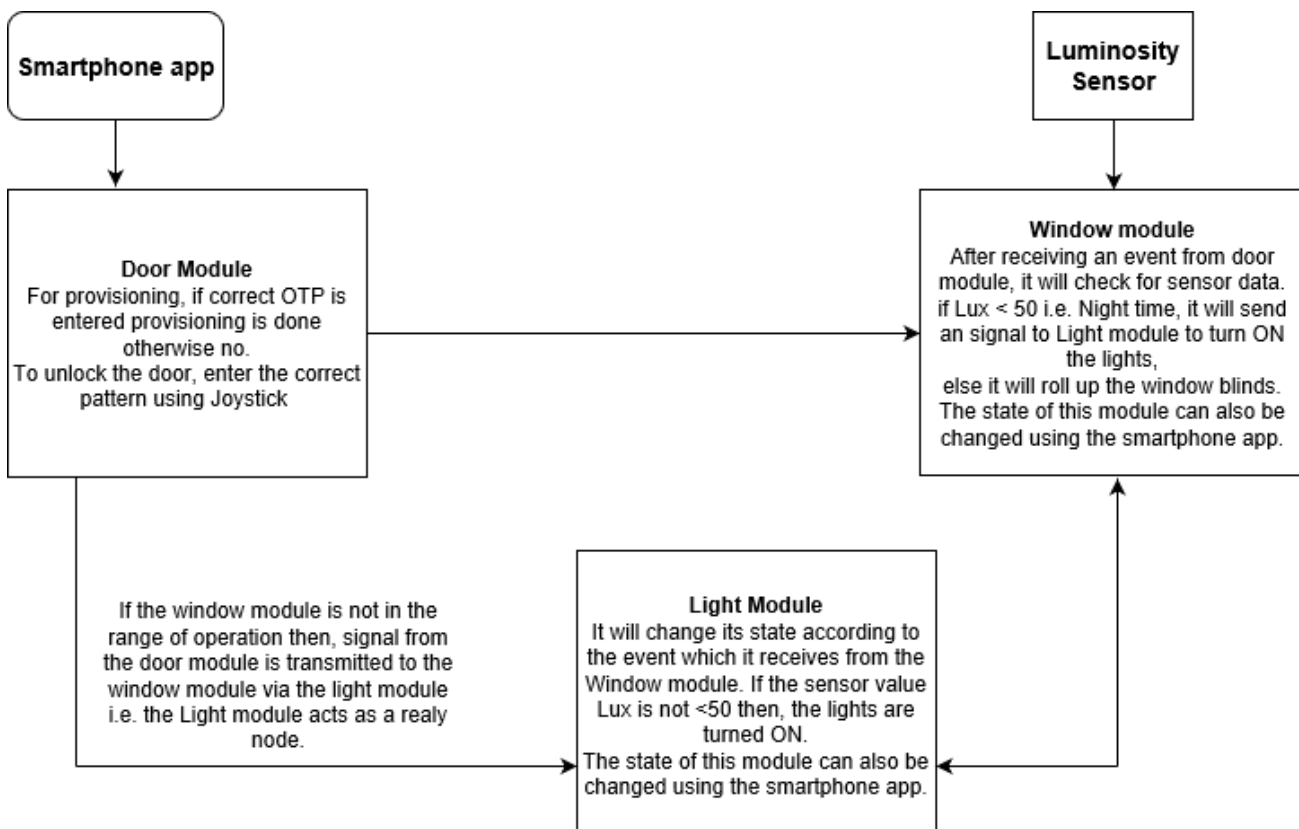 Smartphone app
Luminosity
Sensor
Door Module
For provisioning, if correct OTP is
entered provisioning is done
otherwise no.
To unlock the door, enter the correct
pattern using Joystick
Window module
After receiving an event from door
module, it will check for sensor data.
if Lux < 50 i.e. Night time, it will send
an signal to Light module to turn ON
the lights,
else it will roll up the window blinds.
The state of this module can also be
changed using the smartphone app.
If the window module is not in the
range of operation then, signal from
the door module is transmitted to the
window module via the light module
i.e. the Light module acts as a realy
node.
Light Module
It will change its state according to
the event which it receives from the
Window module. If the sensor value
Lux is not <50 then, the lights are
turned ON.
The state of this module can also be
changed using the smartphone app.